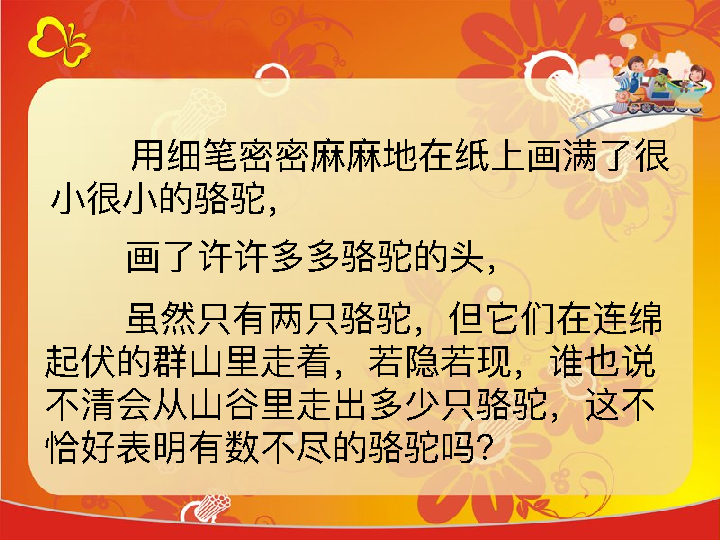 用细笔密密麻麻地在纸上画满了很
小很小的骆驼，
画了许许多多骆驼的头，
虽然只有两只骆驼，但它们在连绵
起伏的群山里走着，若隐若现，谁也说
不清会从山谷里走出多少只骆驼，这不
恰好表明有数不尽的骆驼吗？